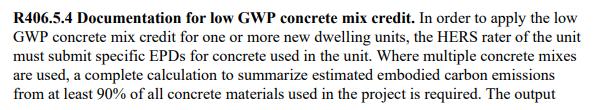 R406.5.4 Documentation for low GWP concrete mix credit. In order to apply the low
GWP concrete mix credit for one or more new dwelling units, the HERS rater of the unit
must submit specific EPDs for concrete used in the unit. Where multiple concrete mixes
are used, a complete calculation to summarize estimated embodied carbon emissions
from at least 90% of all concrete materials used in the project is required. The output